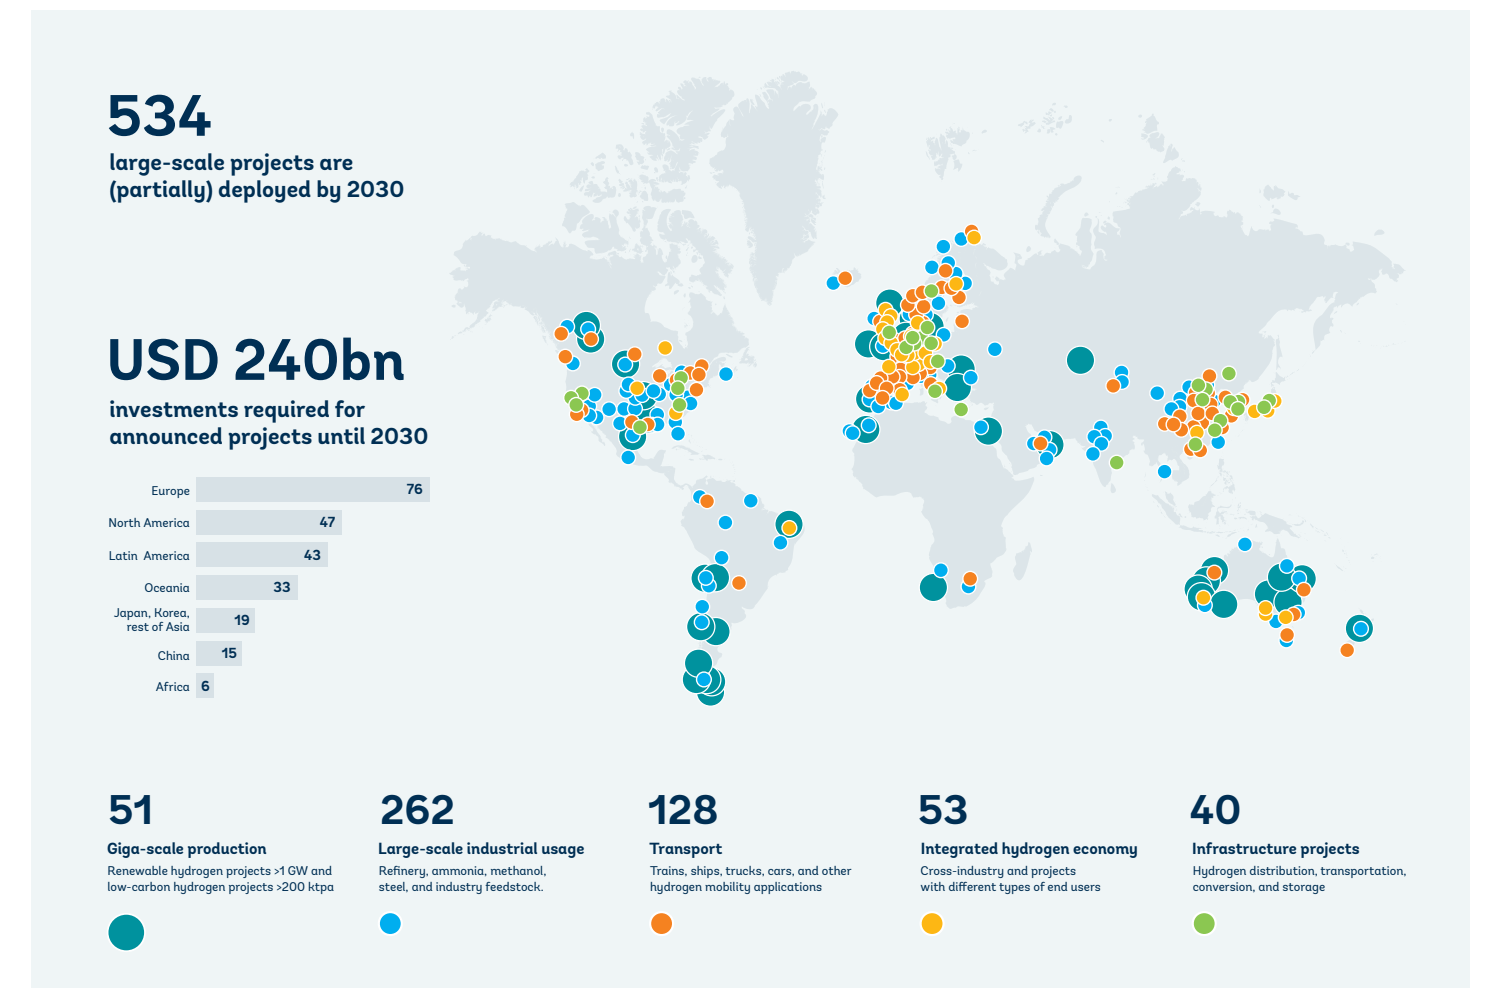 534
large-scale projects are
(partially) deployed by 2030
USD 240bn
investments required for
announced projects until 2030
Europe 76
North America 47
Latin America 43
Oceania 33
Japan, Korea,
rest of Asia 19
China 15
Africa 6
51
Giga-scale production
Renewable hydrogen projects >1 GW and
low-carbon hydrogen projects >200 ktpa
262
Large-scale industrial usage
Refinery, ammonia, methanol,
steel, and industry feedstock.
128
Transport
Trains, ships, trucks, cars, and other
hydrogen mobility applications
53
Integrated hydrogen economy
Cross-industry and projects
with different types of end users
40
Infrastructure projects
Hydrogen distribution, transportation,
conversion, and storage